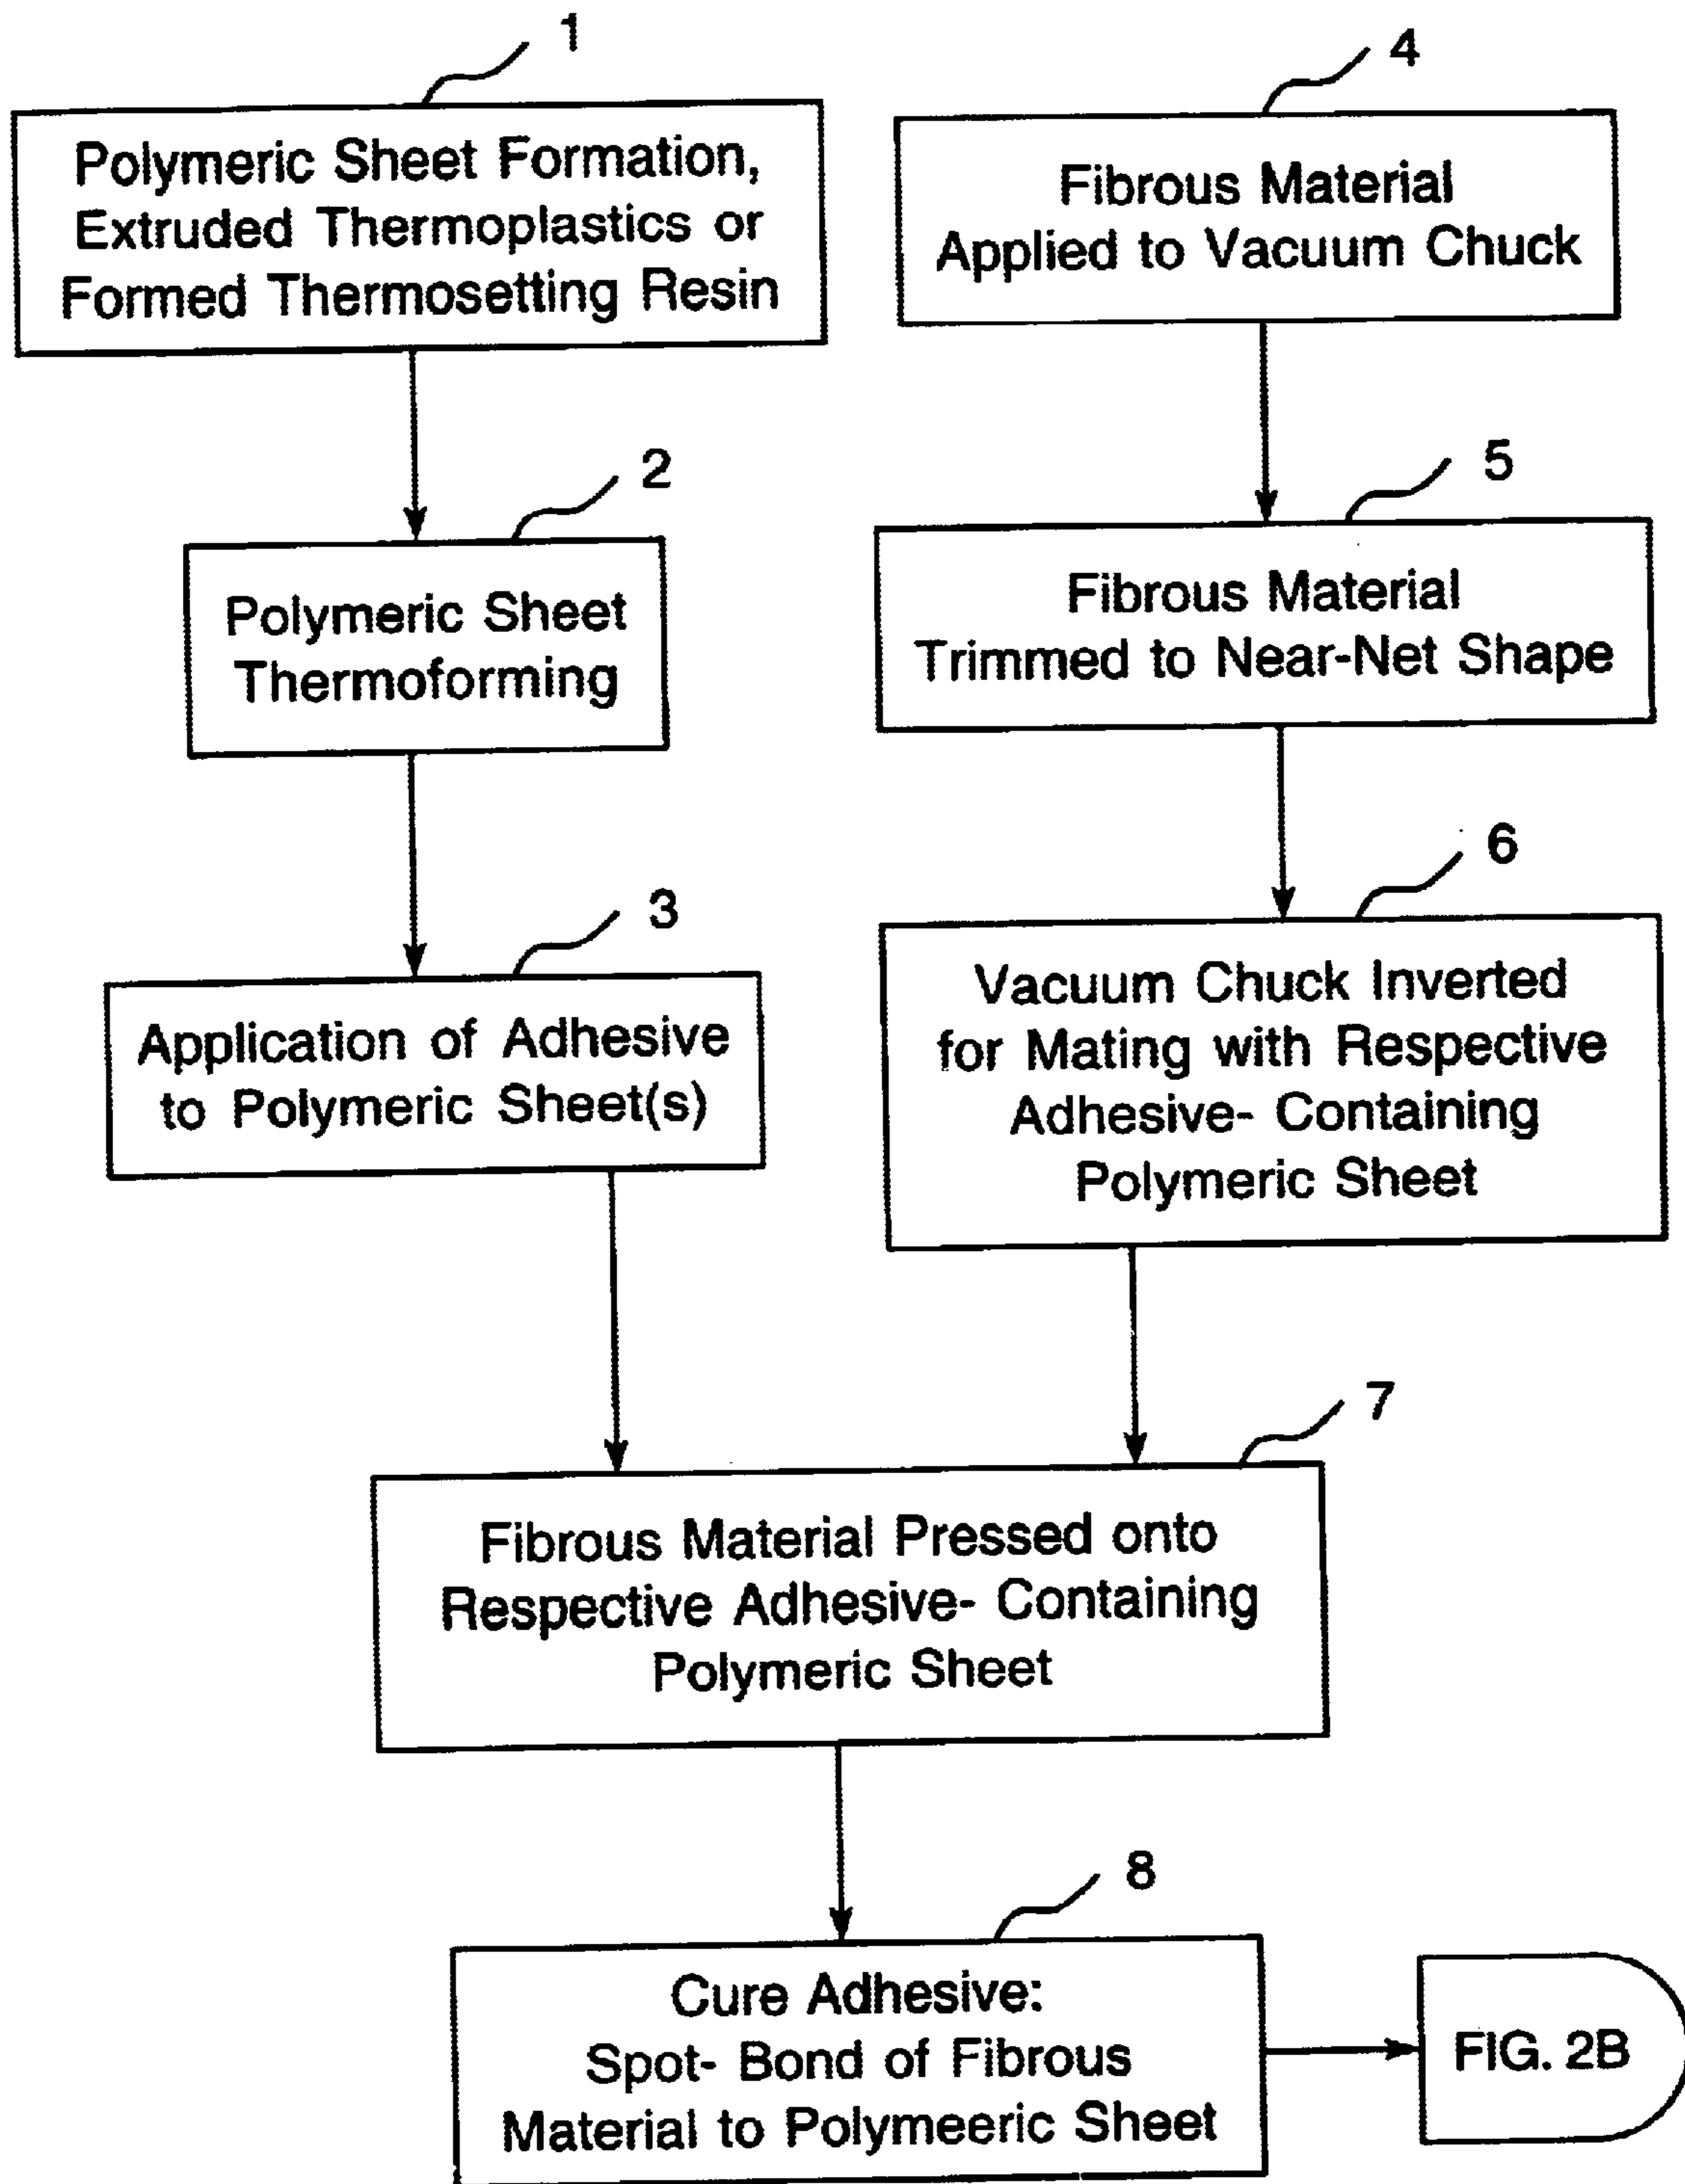 1
Polymeric Sheet Formation,
Extruded Thermoplastics or
Formed Thermosetting Resin
2
Polymeric Sheet
Thermoforming
3
Application of Adhesive
to Polymeric Sheet(s)
4
Fibrous Material
Applied to Vacuum Chuck
5
Fibrous Material
Trimmed to Near-Net Shape
6
Vacuum Chuck Inverted
for Mating with Respective
Adhesive- Containing
Polymeric Sheet
7
Fibrous Material Pressed onto
Respective Adhesive- Containing
Polymeric Sheet
8
Cure Adhesive:
Spot- Bond of Fibrous
Material to Polymeeric Sheet
FIG. 2B